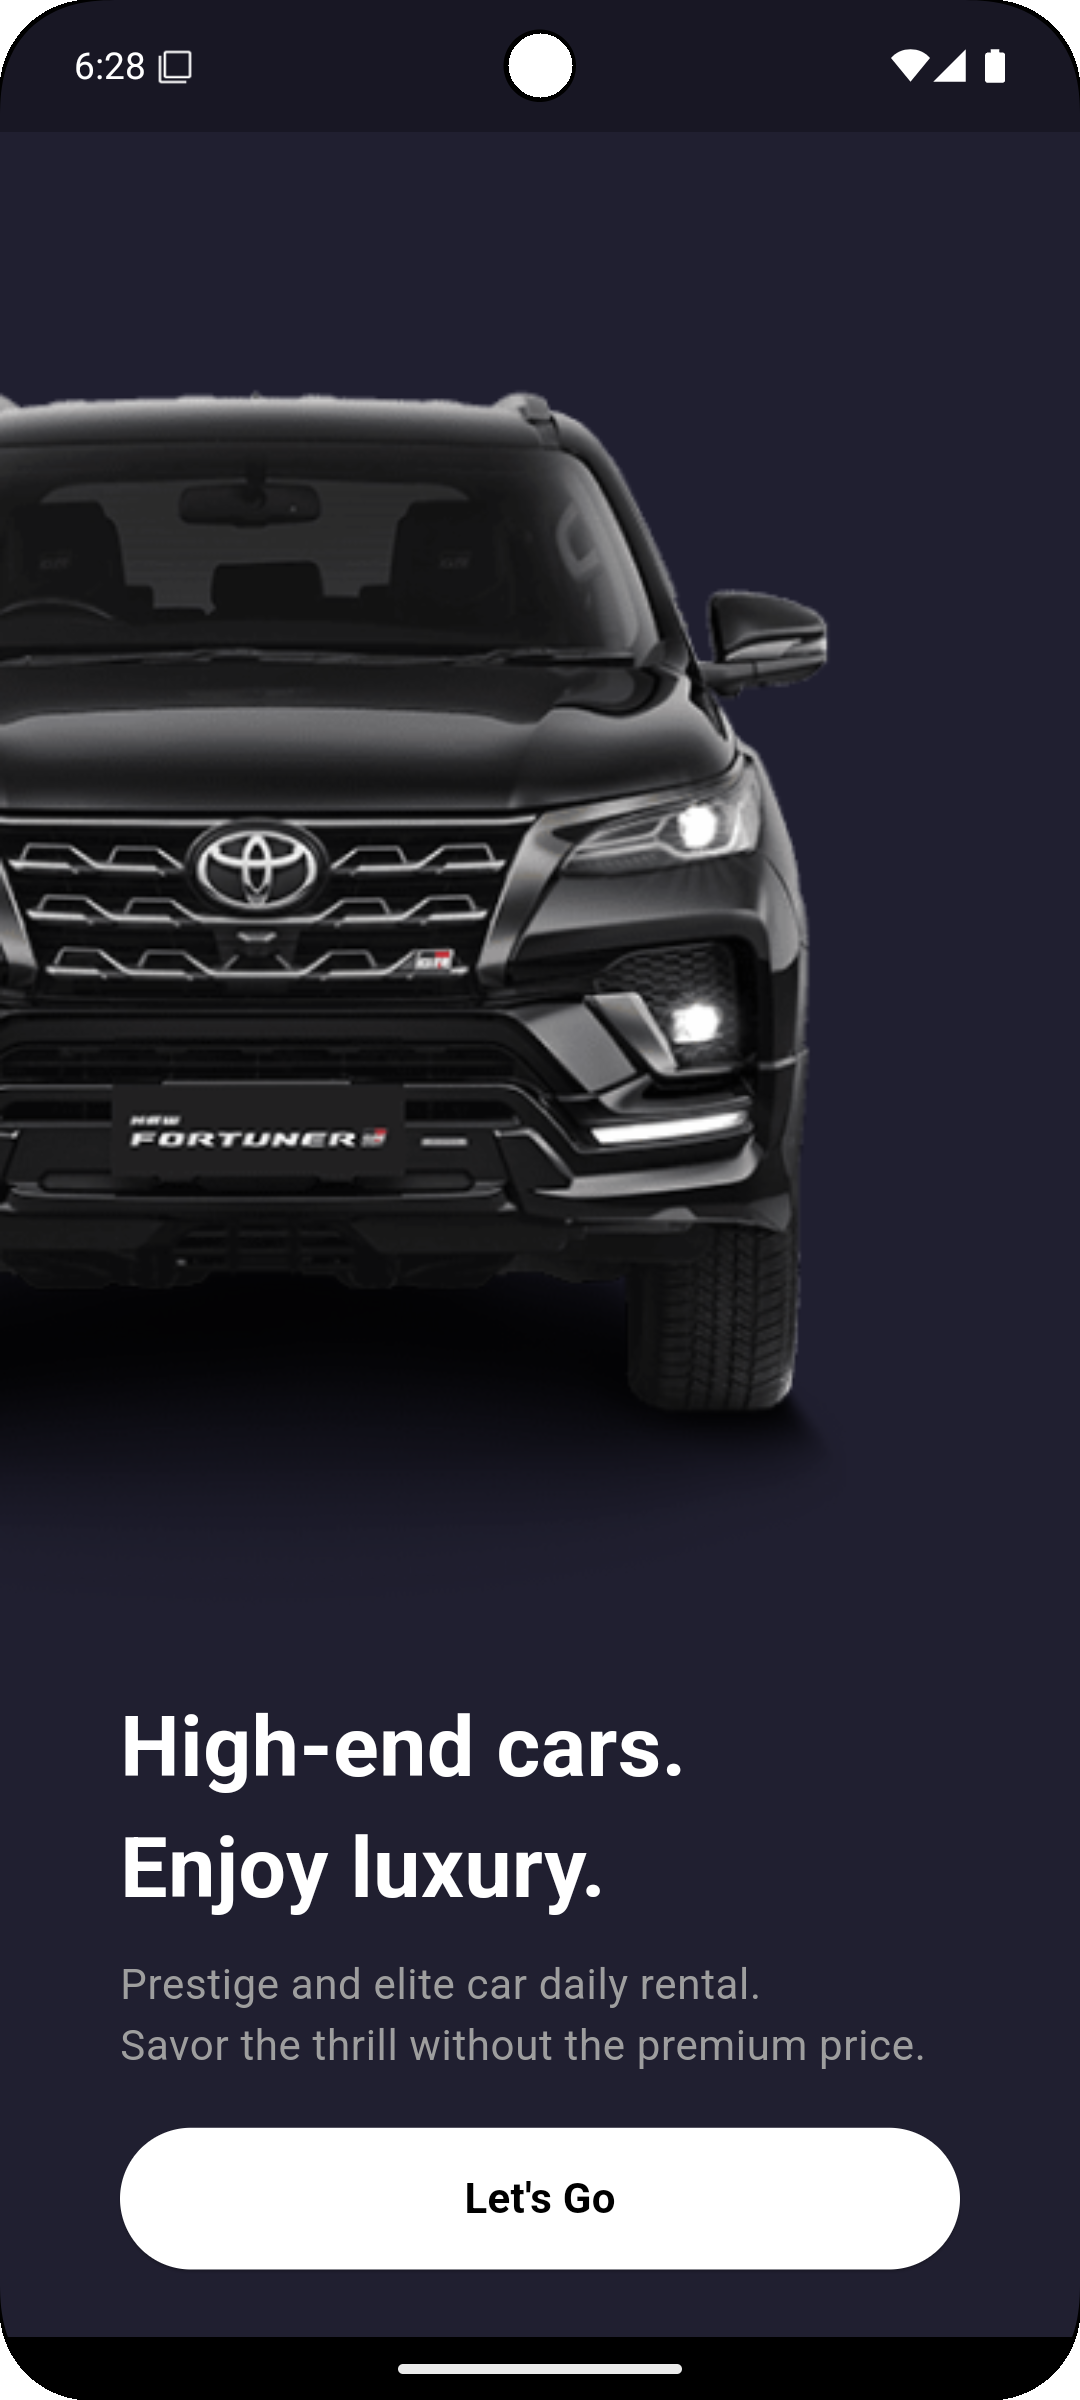 6:28
NEW
FORTUNER GR
High-end cars.
Enjoy luxury.
Prestige and elite car daily rental.
Savor the thrill without the premium price.
Let's Go